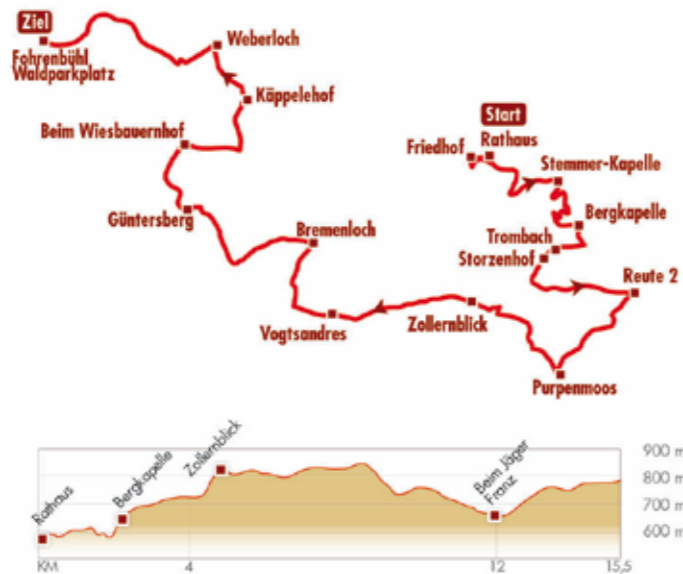 Ziel
Fohrenbühl
Waldparkplatz
Weberloch
Käppelehof
Beim Wiesbauernhof
Güntersberg
Bremenloch
Vogtsandres
Zollernblick
Start
Friedhof
Rathaus
Stemmer-Kapelle
Bergkapelle
Trombach
Storzenhof
Reute 2
Purpenmoos
Rathaus
Bergkapelle
Zollernblick
Beim Jäger
Franz
900 m
800 m
700 m
600 m
KM
4
12
15,5